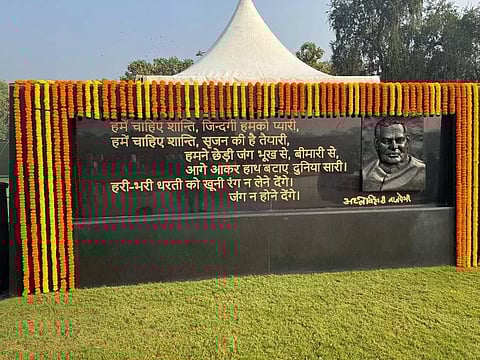 हमें चाहिए शान्ति, जिन्दगी हमको प्यारी,
हमें चाहिए शान्ति, सृजन की है तैयारी,
हमने छेड़ी जंग भूख से, बीमारी से,
आगे आकर हाथ बटाए दुनिया सारी।
हरी-भरी धरती को खूनी रंग न लेने देंगे।
जंग न होने देंगे।
अटल बिहारी वाजपेयी